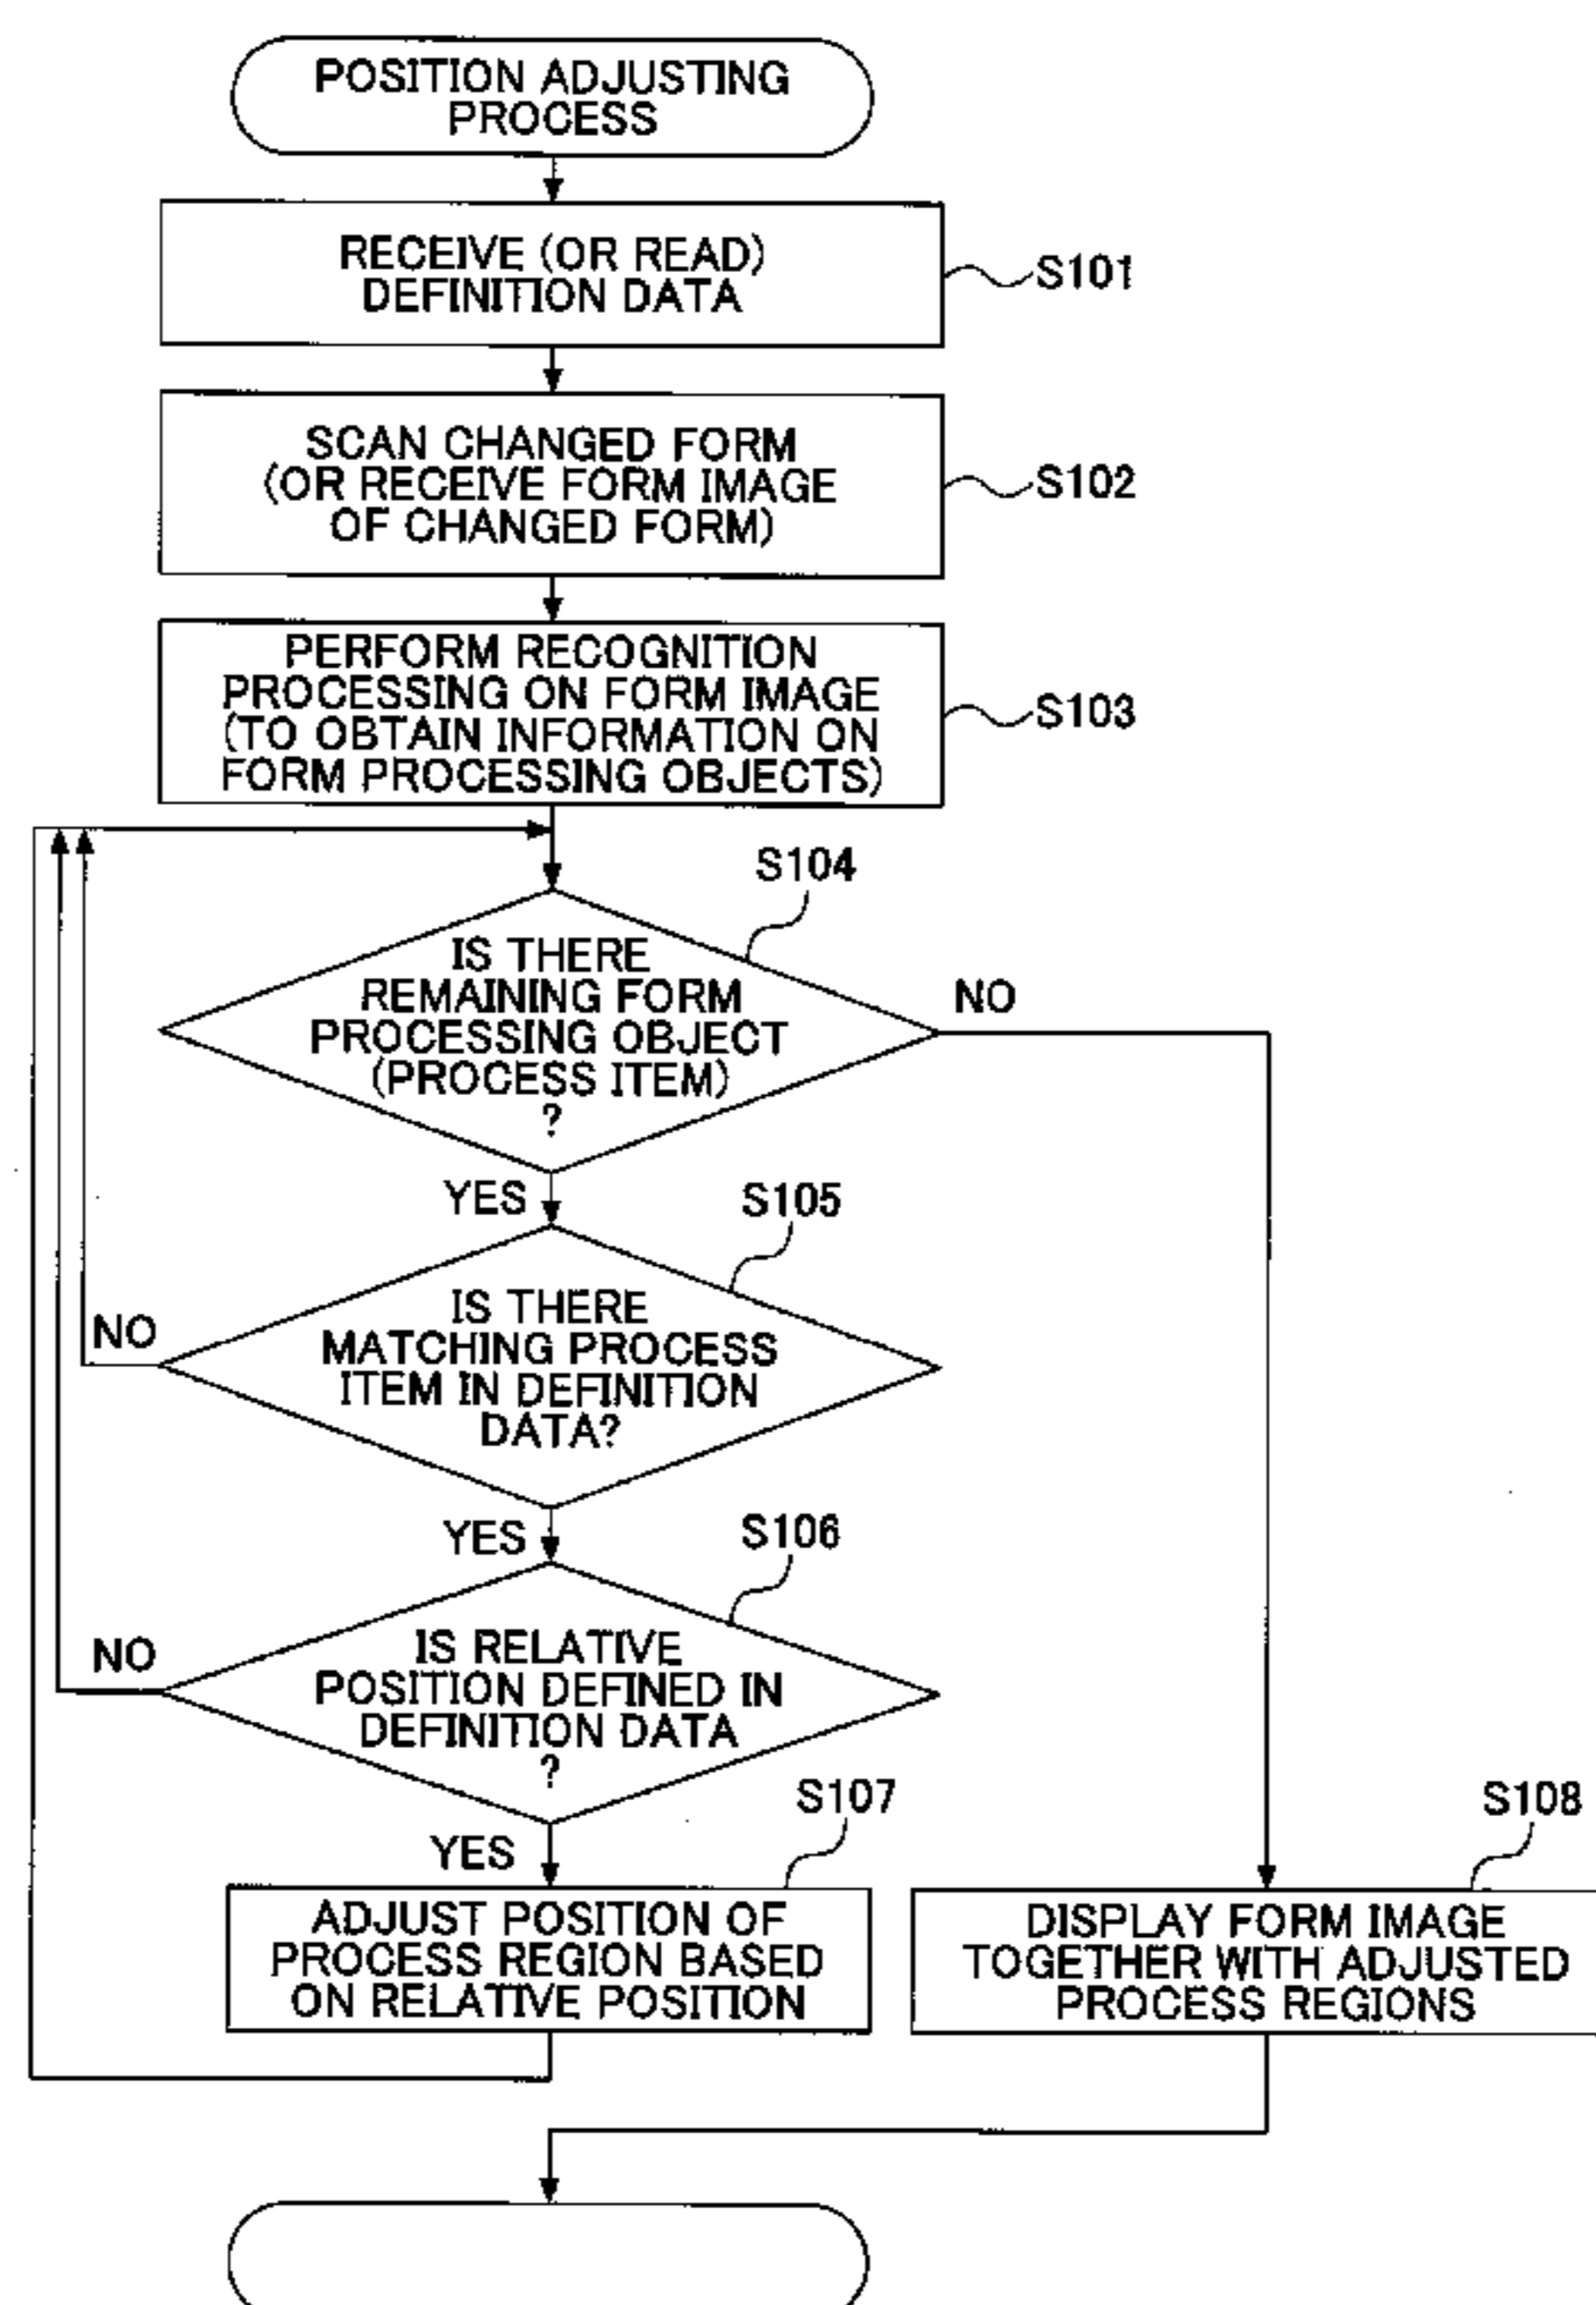 POSITION ADJUSTING
PROCESS
RECEIVE (OR READ)
DEFINITION DATA
S101
SCAN CHANGED FORM
(OR RECEIVE FORM IMAGE
OF CHANGED FORM)
S102
PERFORM RECOGNITION
PROCESSING ON FORM IMAGE
(TO OBTAIN INFORMATION ON
FORM PROCESSING OBJECTS)
S103
S104
IS THERE
REMAINING FORM
PROCESSING OBJECT
(PROCESS ITEM)
?
NO
YES
S105
IS THERE
MATCHING PROCESS
ITEM IN DEFINITION
DATA?
NO
YES
S106
IS RELATIVE
POSITION DEFINED IN
DEFINITION DATA
?
NO
YES
S107
ADJUST POSITION OF
PROCESS REGION BASED
ON RELATIVE POSITION
S108
DISPLAY FORM IMAGE
TOGETHER WITH ADJUSTED
PROCESS REGIONS